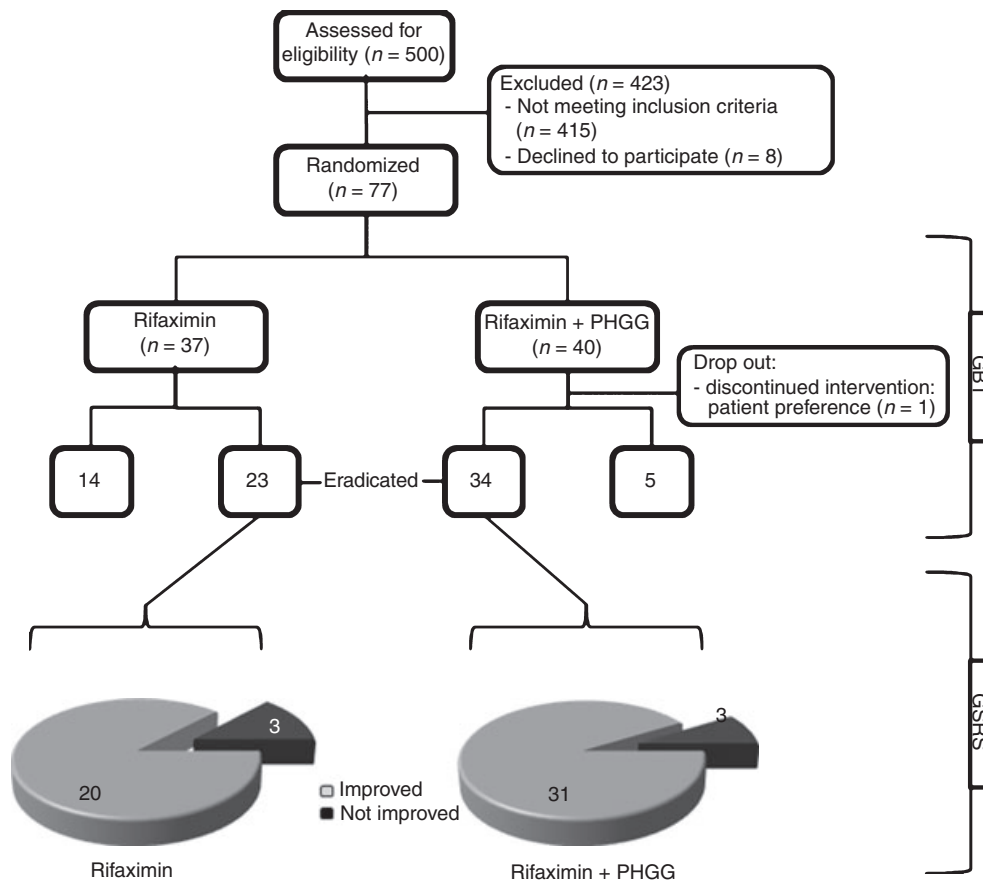 Assessed for
eligibility (n = 500)
Excluded (n = 423)
- Not meeting inclusion criteria
(n = 415)
- Declined to participate (n = 8)
Randomized
(n = 77)
Rifaximin
(n = 37)
Rifaximin + PHGG
(n = 40)
Drop out:
- discontinued intervention:
patient preference (n = 1)
GBT
14
23
Eradicated
34
5
3
20
Improved
Not improved
3
31
Rifaximin
Rifaximin + PHGG